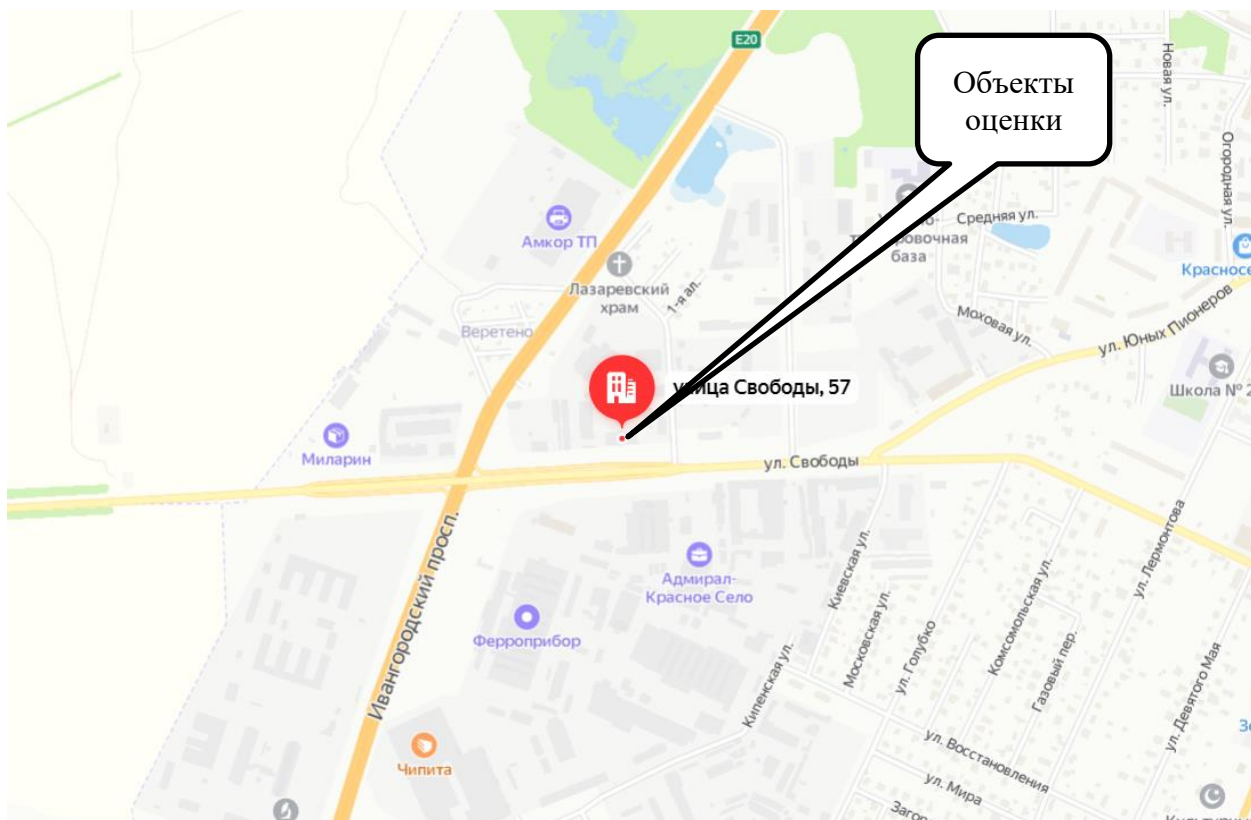 E20
Объекты
оценки
Новая ул.
Огородная ул.
Амкор ТП
Средняя ул.
база
Лазаревский
храм
1-я ал.
Веретено
Моховая ул.
ул. Юных Пионеров
улица Свободы, 57
Миларин
ул. Свободы
Ивангородский просп.
Адмирал-
Красное Село
Ферроприбор
Киевская ул.
Московская ул.
ул. Голубко
Комсомольская ул.
Газовый пер.
ул. Лермонтова
ул. Девятого Мая
Кипенская ул.
ул. Восстановления
ул. Мира
Чипита
Школа № 2